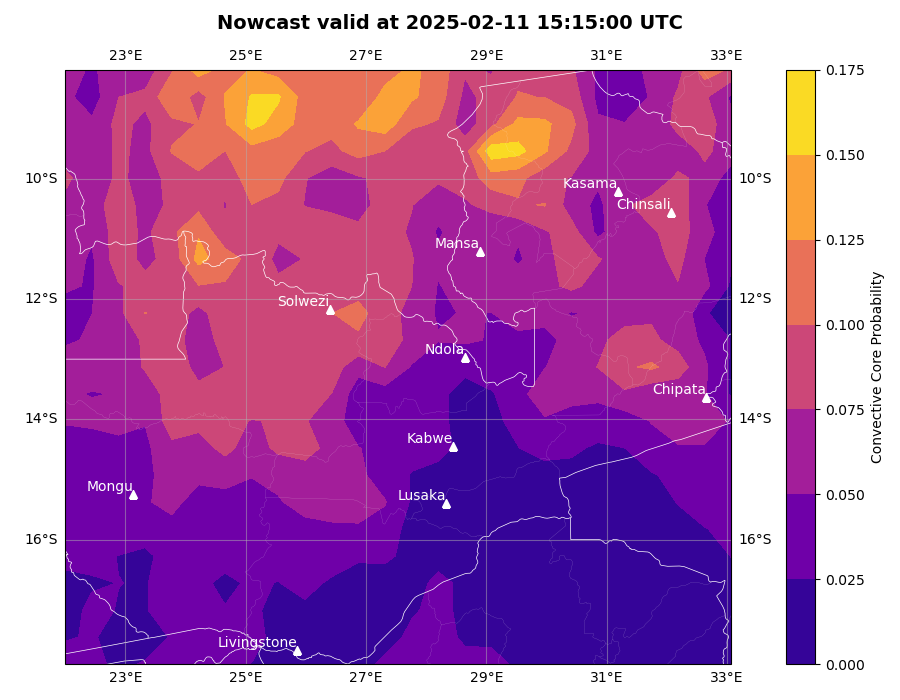 Nowcast valid at 2025-02-11 15:15:00 UTC
23°E 25°E 27°E 29°E 31°E 33°E
0.175
0.150
10°S Kasama 10°S
Chinsali
0.125
Mansa
12°S Solwezi 12°S
0.100
Ndola
Chipata
14°S 14°S
0.075
Kabwe
Mongu Lusaka
0.050
16°S 16°S
0.025
Livingstone
0.000
23°E 25°E 27°E 29°E 31°E 33°E
Convective Core Probability